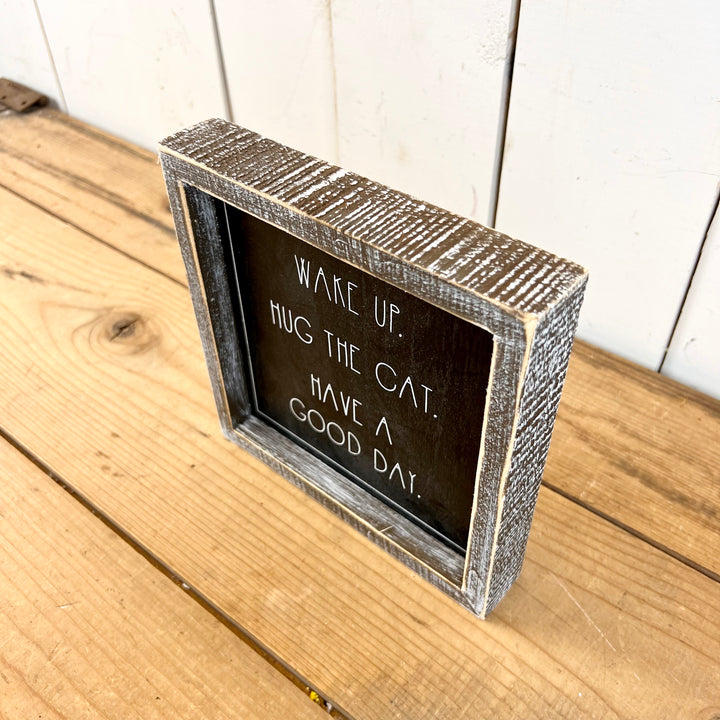 WAKE UP.
HUG THE CAT.
HAVE A
GOOD DAY.